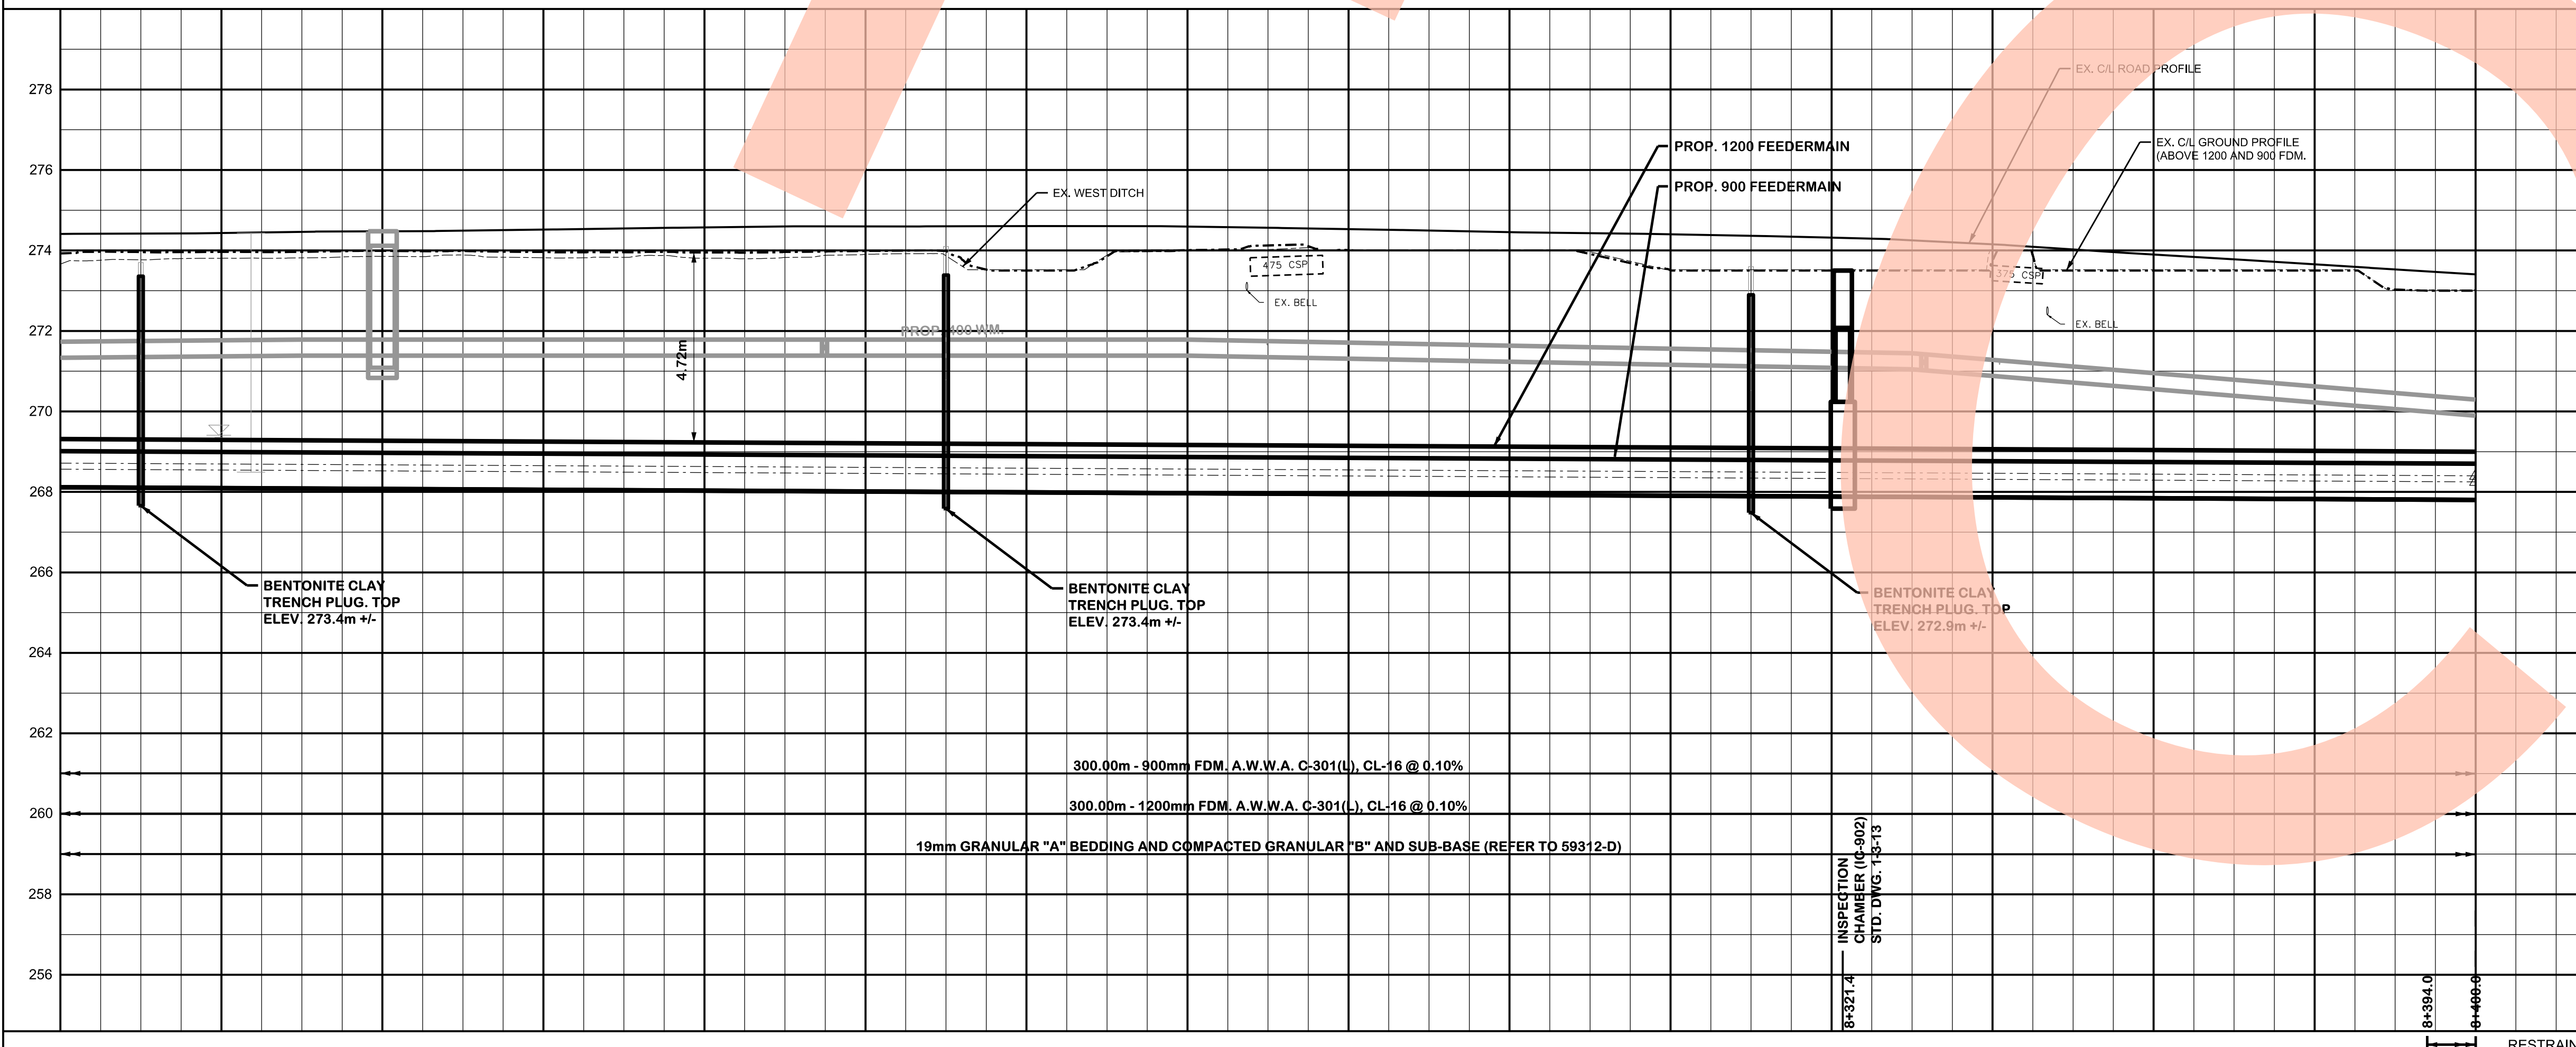 278
EX. C/L ROAD PROFILE
276
PROP. 1200 FEEDERMAIN
EX. C/L GROUND PROFILE
(ABOVE 1200 AND 900 FDM.
PROP. 900 FEEDERMAIN
EX. WEST DITCH
274
475 CSP
375 CSP
EX. BELL
EX. BELL
272
PROP. 400 WM.
4.72m
270
268
266
BENTONITE CLAY
TRENCH PLUG. TOP
ELEV. 273.4m +/-
BENTONITE CLAY
TRENCH PLUG. TOP
ELEV. 273.4m +/-
BENTONITE CLAY
TRENCH PLUG. TOP
ELEV. 272.9m +/-
264
262
300.00m - 900mm FDM. A.W.W.A. C-301(L), CL-16 @ 0.10%
260
300.00m - 1200mm FDM. A.W.W.A. C-301(L), CL-16 @ 0.10%
19mm GRANULAR "A" BEDDING AND COMPACTED GRANULAR "B" AND SUB-BASE (REFER TO 59312-D)
258
INSPECTION
CHAMBER (IC-902)
STD. DWG. 1-3-13
256
8+321.4
8+394.0
8+400.0
RESTRAIN